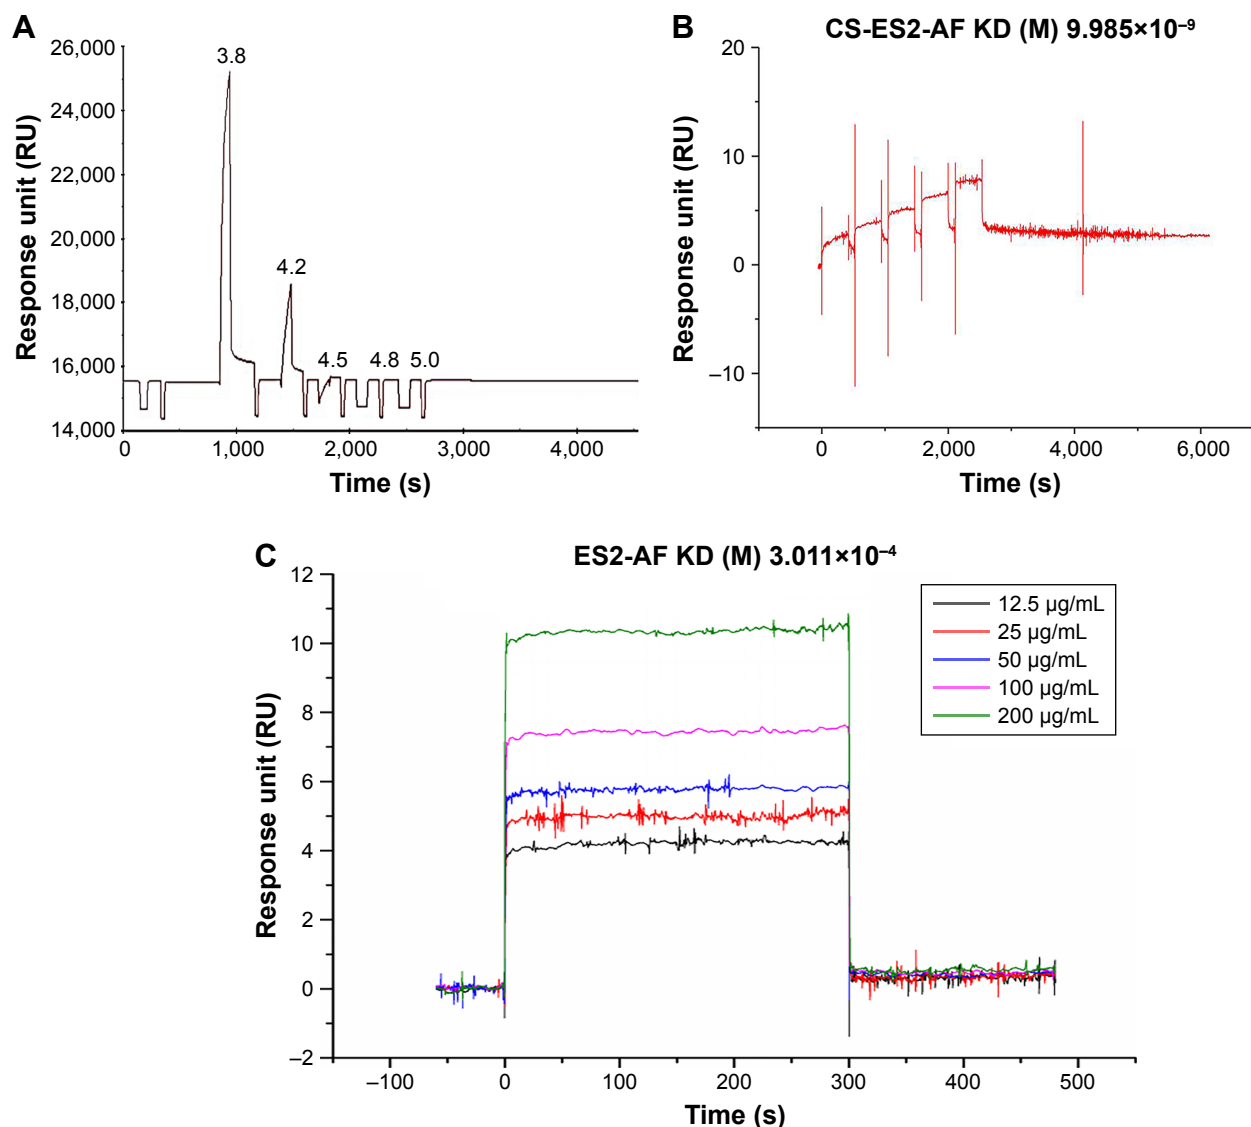 A
26,000
24,000
22,000
20,000
18,000
16,000
14,000
Response unit (RU)
3.8
4.2
4.5
4.8
5.0
0
1,000
2,000
3,000
4,000
Time (s)
B
CS-ES2-AF KD (M) 9.985×10⁻⁹
20
10
0
−10
Response unit (RU)
0
2,000
4,000
6,000
Time (s)
C
ES2-AF KD (M) 3.011×10⁻⁴
12
10
8
6
4
2
0
−2
Response unit (RU)
12.5 µg/mL
25 µg/mL
50 µg/mL
100 µg/mL
200 µg/mL
−100
0
100
200
300
400
500
Time (s)